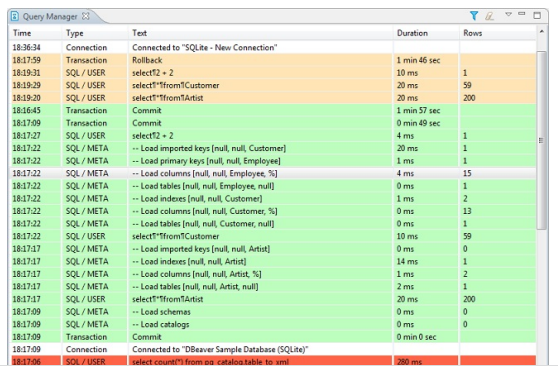 Query Manager
Time Type Text Duration Rows
18:36:34 Connection Connected to "SQLite - New Connection"
18:17:59 Transaction Rollback 1 min 46 sec
18:19:31 SQL / USER select¶2 + 2 10 ms 1
18:19:29 SQL / USER select¶*¶from¶Customer 20 ms 59
18:19:20 SQL / USER select¶*¶from¶Artist 20 ms 200
18:16:45 Transaction Commit 1 min 57 sec
18:17:09 Transaction Commit 0 min 49 sec
18:17:27 SQL / USER select¶2 + 2 4 ms 1
18:17:22 SQL / META -- Load imported keys [null, null, Customer] 20 ms 1
18:17:22 SQL / META -- Load primary keys [null, null, Employee] 1 ms 1
18:17:22 SQL / META -- Load columns [null, null, Employee, %] 4 ms 15
18:17:22 SQL / META -- Load tables [null, null, Employee, null] 0 ms 1
18:17:22 SQL / META -- Load indexes [null, null, Customer] 1 ms 2
18:17:22 SQL / META -- Load columns [null, null, Customer, %] 0 ms 13
18:17:22 SQL / META -- Load tables [null, null, Customer, null] 0 ms 1
18:17:22 SQL / USER select¶*¶from¶Customer 10 ms 59
18:17:17 SQL / META -- Load imported keys [null, null, Artist] 0 ms 0
18:17:17 SQL / META -- Load indexes [null, null, Artist] 14 ms 1
18:17:17 SQL / META -- Load columns [null, null, Artist, %] 1 ms 2
18:17:17 SQL / META -- Load tables [null, null, Artist, null] 2 ms 1
18:17:17 SQL / USER select¶*¶from¶Artist 20 ms 200
18:17:09 SQL / META -- Load schemas 0 ms 0
18:17:09 SQL / META -- Load catalogs 0 ms 0
18:17:09 Transaction Commit 0 min 0 sec
18:17:09 Connection Connected to "DBeaver Sample Database (SQLite)"
18:17:06 SQL / USER select count(*) from pg_catalog.table_to_xml 280 ms